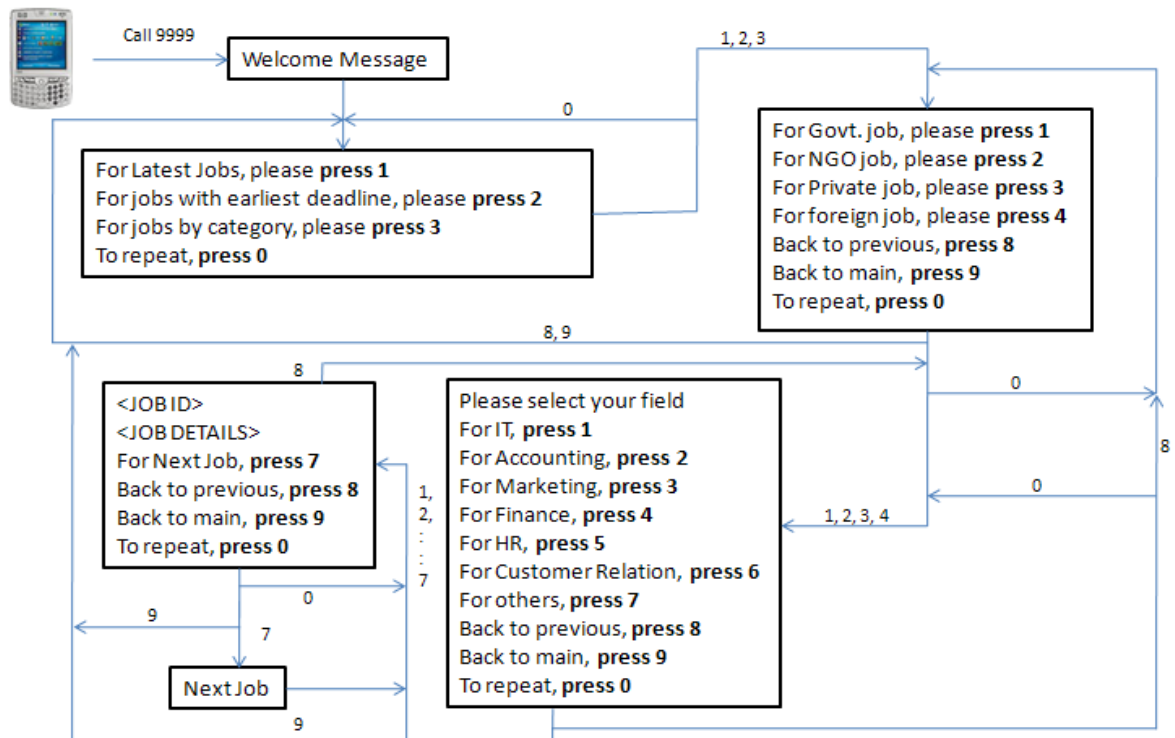 Call 9999
Welcome Message
1, 2, 3
0
For Latest Jobs, please press 1
For jobs with earliest deadline, please press 2
For jobs by category, please press 3
To repeat, press 0
For Govt. job, please press 1
For NGO job, please press 2
For Private job, please press 3
For foreign job, please press 4
Back to previous, press 8
Back to main, press 9
To repeat, press 0
8, 9
8
0
<JOB ID>
<JOB DETAILS>
For Next Job, press 7
Back to previous, press 8
Back to main, press 9
To repeat, press 0
1,
2,
:
:
7
Please select your field
For IT, press 1
For Accounting, press 2
For Marketing, press 3
For Finance, press 4
For HR, press 5
For Customer Relation, press 6
For others, press 7
Back to previous, press 8
Back to main, press 9
To repeat, press 0
8
0
1, 2, 3, 4
0
9
7
Next Job
9